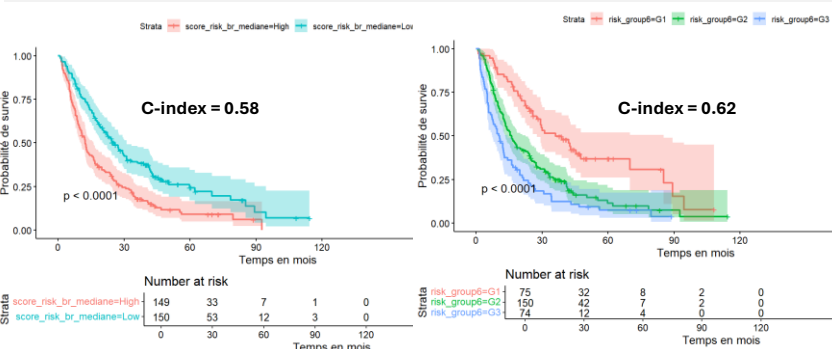 Strata score_risk_br_mediane=High score_risk_br_mediane=Low
Probabilité de survie
1.00
0.75
0.50
0.25
0.00
C-index = 0.58
p < 0.0001
0 30 60 90 120
Temps en mois
Number at risk
Strata
score_risk_br_mediane=High 149 33 7 1 0
score_risk_br_mediane=Low 150 53 12 3 0
0 30 60 90 120
Temps en mois
Strata risk_group6=G1 risk_group6=G2 risk_group6=G3
Probabilité de survie
1.00
0.75
0.50
0.25
0.00
C-index = 0.62
p < 0.0001
0 30 60 90 120
Temps en mois
Number at risk
Strata
risk_group6=G1 75 32 8 2 0
risk_group6=G2 150 42 7 2 0
risk_group6=G3 74 12 4 0 0
0 30 60 90 120
Temps en mois